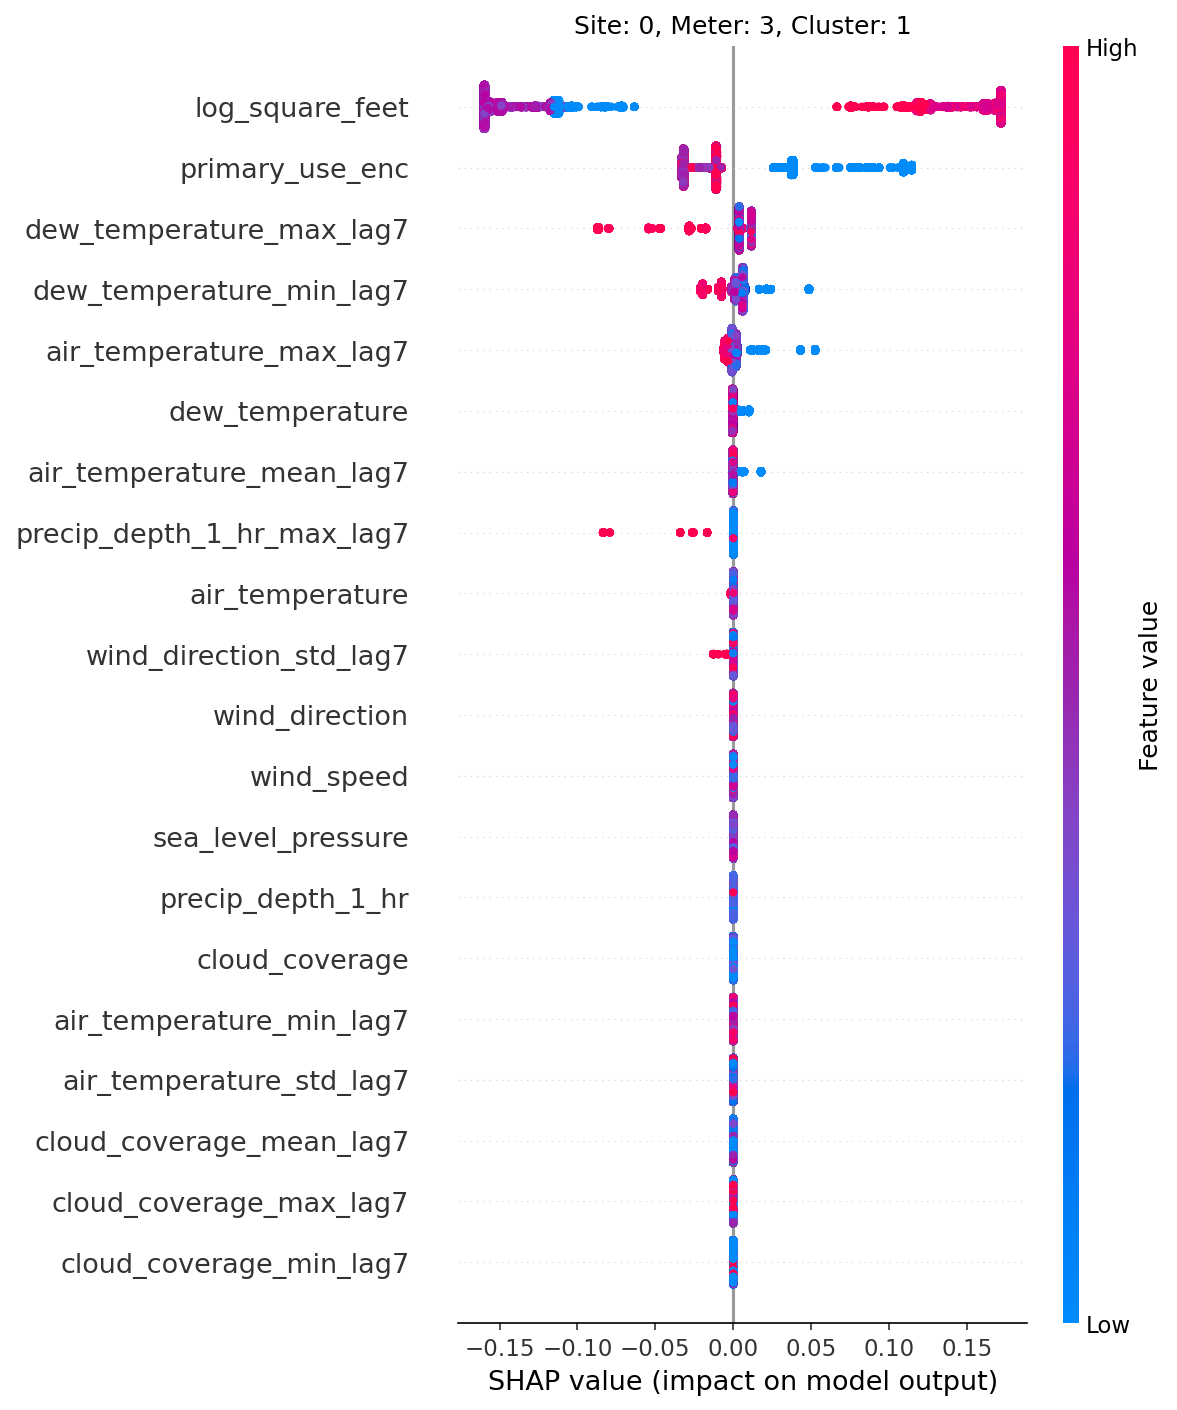 Site: 0, Meter: 3, Cluster: 1
High
log_square_feet
primary_use_enc
dew_temperature_max_lag7
dew_temperature_min_lag7
air_temperature_max_lag7
dew_temperature
air_temperature_mean_lag7
precip_depth_1_hr_max_lag7
air_temperature
wind_direction_std_lag7
wind_direction
wind_speed
sea_level_pressure
precip_depth_1_hr
cloud_coverage
air_temperature_min_lag7
air_temperature_std_lag7
cloud_coverage_mean_lag7
cloud_coverage_max_lag7
cloud_coverage_min_lag7
Feature value
Low
−0.15 −0.10 −0.05 0.00 0.05 0.10 0.15
SHAP value (impact on model output)